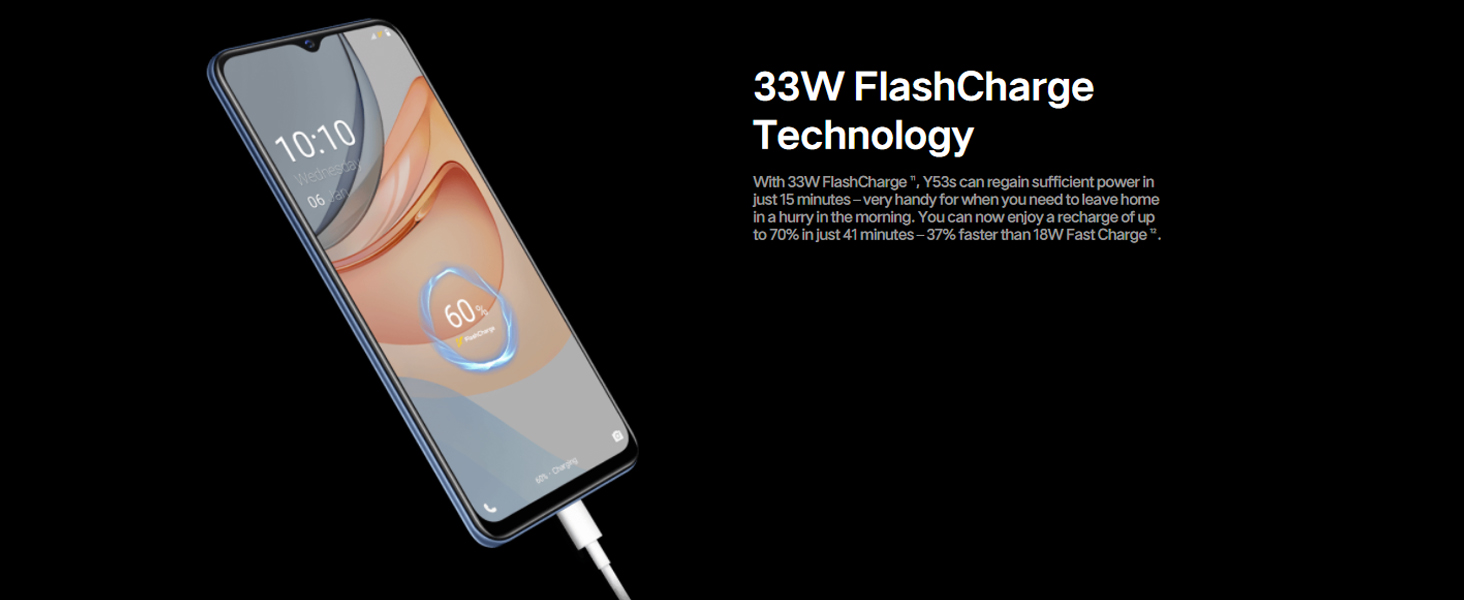 10:10
Wednesday
06 Jan
60%
FlashCharge
60% - Charging
33W FlashCharge
Technology
With 33W FlashCharge ¹¹, Y53s can regain sufficient power in
just 15 minutes – very handy for when you need to leave home
in a hurry in the morning. You can now enjoy a recharge of up
to 70% in just 41 minutes – 37% faster than 18W Fast Charge ¹².